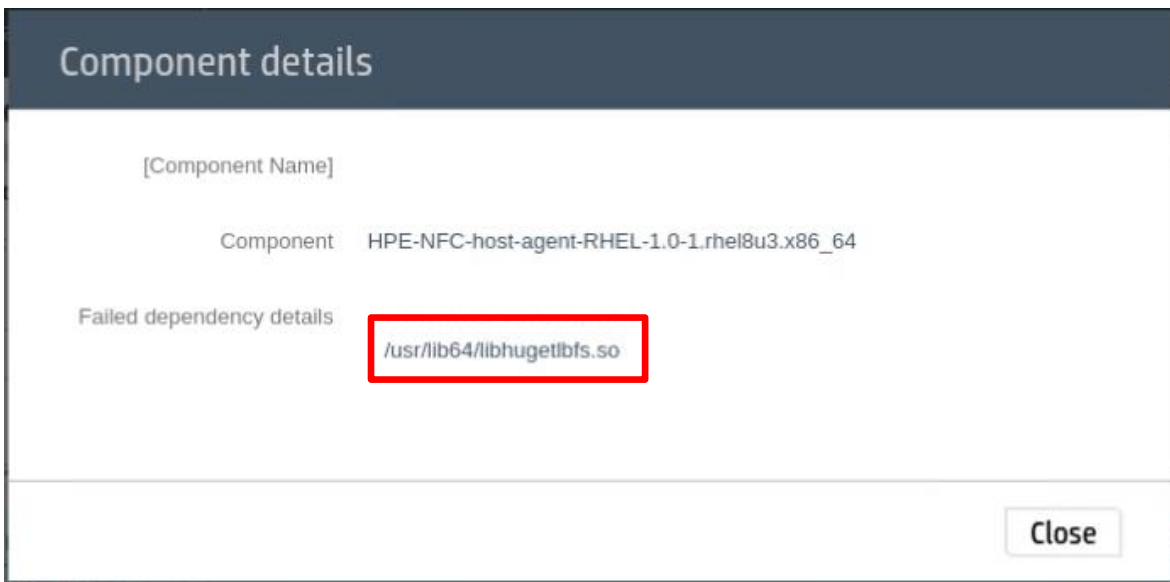 Component details
[Component Name]
Component HPE-NFC-host-agent-RHEL-1.0-1.rhel8u3.x86_64
Failed dependency details
/usr/lib64/libhugetlbfs.so
Close